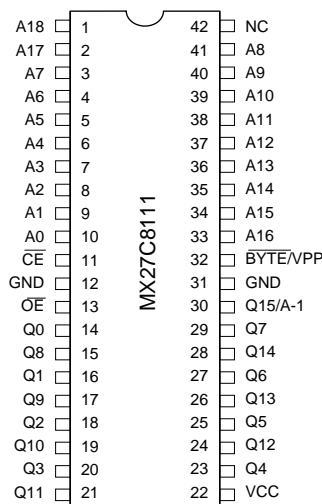 A18 1 42 NC
A17 2 41 A8
A7 3 40 A9
A6 4 39 A10
A5 5 38 A11
A4 6 37 A12
A3 7 36 A13
A2 8 35 A14
A1 9 34 A15
A0 10 33 A16
CE 11 32 BYTE/VPP
GND 12 31 GND
OE 13 30 Q15/A-1
Q0 14 29 Q7
Q8 15 28 Q14
Q1 16 27 Q6
Q9 17 26 Q13
Q2 18 25 Q5
Q10 19 24 Q12
Q3 20 23 Q4
Q11 21 22 VCC
MX27C8111